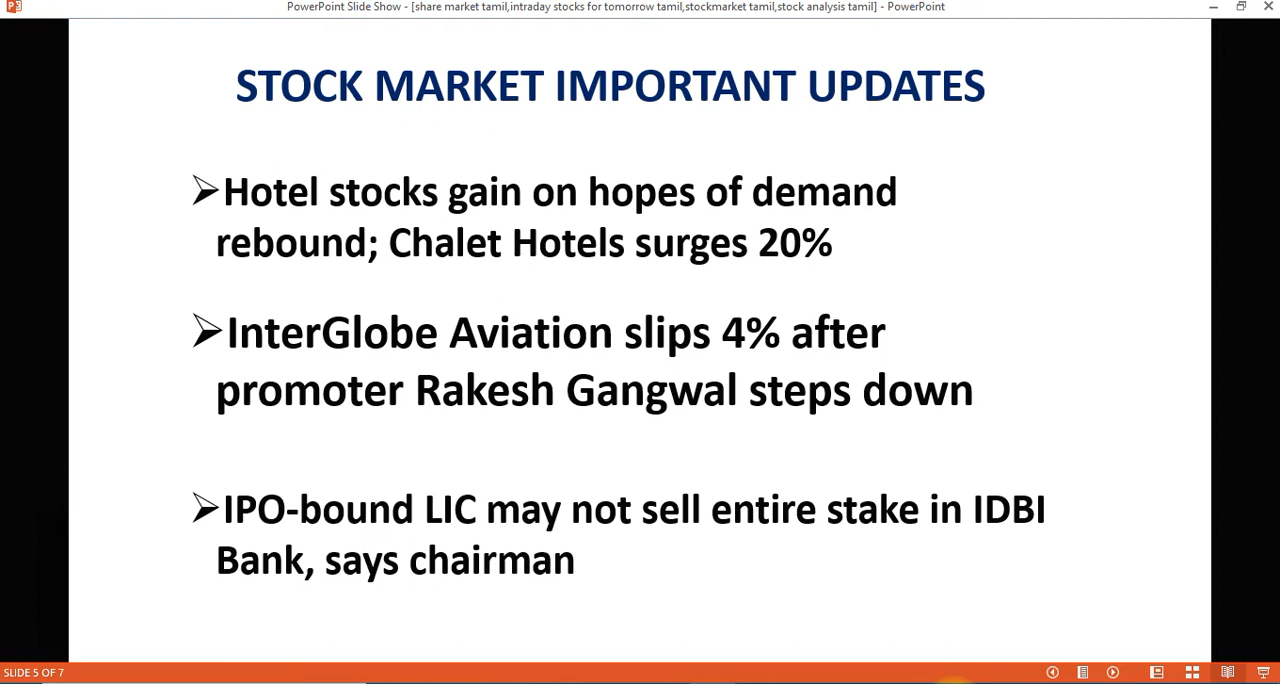 PowerPoint Slide Show - [share market tamil,intraday stocks for tomorrow tamil,stockmarket tamil,stock analysis tamil] - PowerPoint
STOCK MARKET IMPORTANT UPDATES
➢Hotel stocks gain on hopes of demand
rebound; Chalet Hotels surges 20%
➢InterGlobe Aviation slips 4% after
promoter Rakesh Gangwal steps down
➢IPO-bound LIC may not sell entire stake in IDBI
Bank, says chairman
SLIDE 5 OF 7